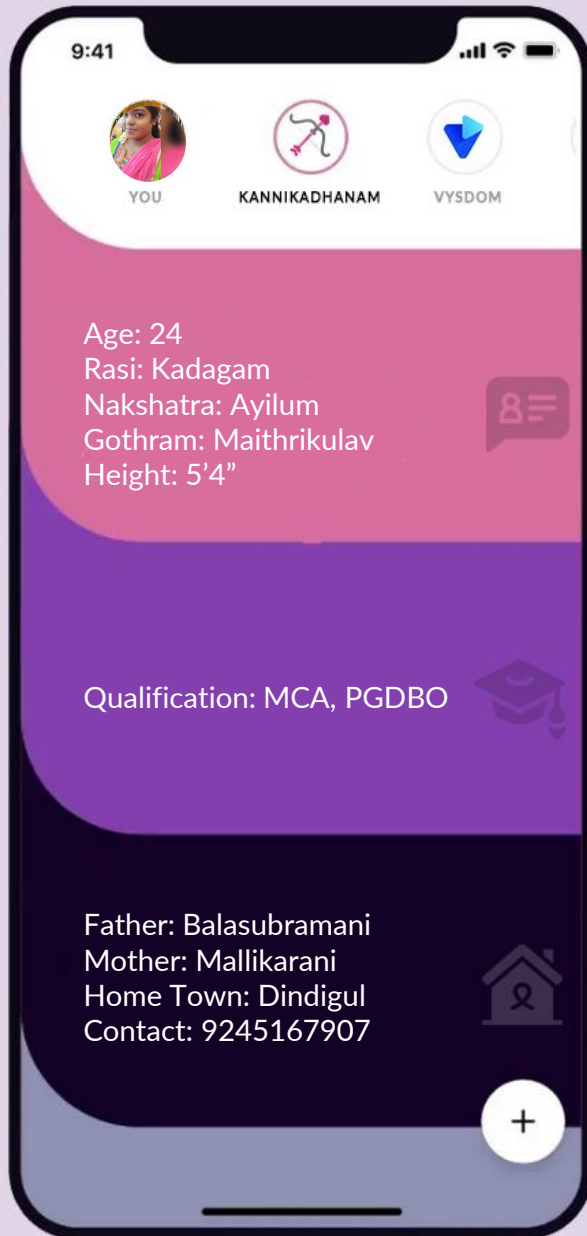 9:41
YOU
KANNIKADHANAM
VYSDOM
Age: 24
Rasi: Kadagam
Nakshatra: Ayilum
Gothram: Maithrikulav
Height: 5’4”
Qualification: MCA, PGDBO
Father: Balasubramani
Mother: Mallikarani
Home Town: Dindigul
Contact: 9245167907
+